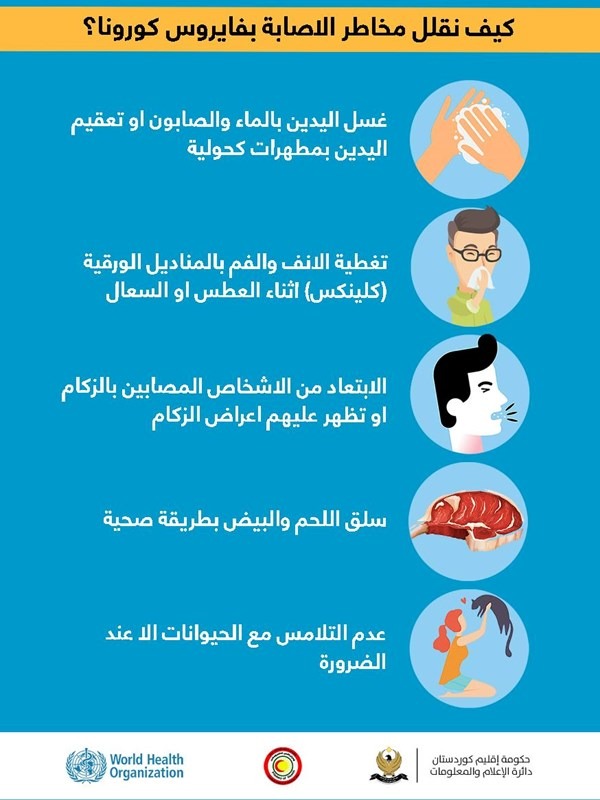 كيف نقلل مخاطر الاصابة بفايروس كورونا؟
غسل اليدين بالماء والصابون او تعقيم
اليدين بمطهرات كحولية
تغطية الانف والفم بالمناديل الورقية
(كلينكس) اثناء العطس او السعال
الابتعاد من الاشخاص المصابين بالزكام
او تظهر عليهم اعراض الزكام
سلق اللحم والبيض بطريقة صحية
عدم التلامس مع الحيوانات الا عند
الضرورة
حكومة إقليم كوردستان
دائرة الإعلام والمعلومات
World Health
Organization